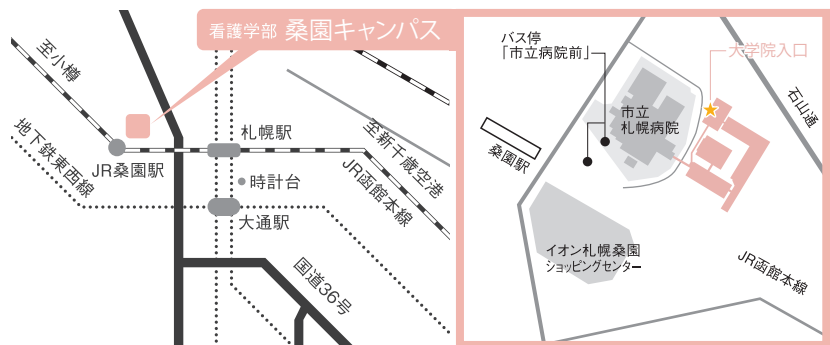 看護学部 桑園キャンパス
至小樽
地下鉄東西線
JR桑園駅
札幌駅
時計台
大通駅
至新千歳空港
JR函館本線
国道36号
バス停
「市立病院前」
大学院入口
石山通
市立
札幌病院
桑園駅
イオン札幌桑園
ショッピングセンター
JR函館本線